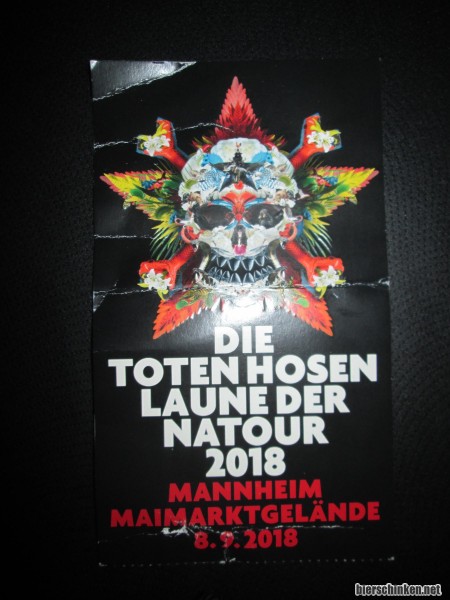 DIE
TOTEN HOSEN
LAUNE DER
NATOUR
2018
MANNHEIM
MAIMARKTGELÄNDE
8. 9. 2018
bierschinken.net